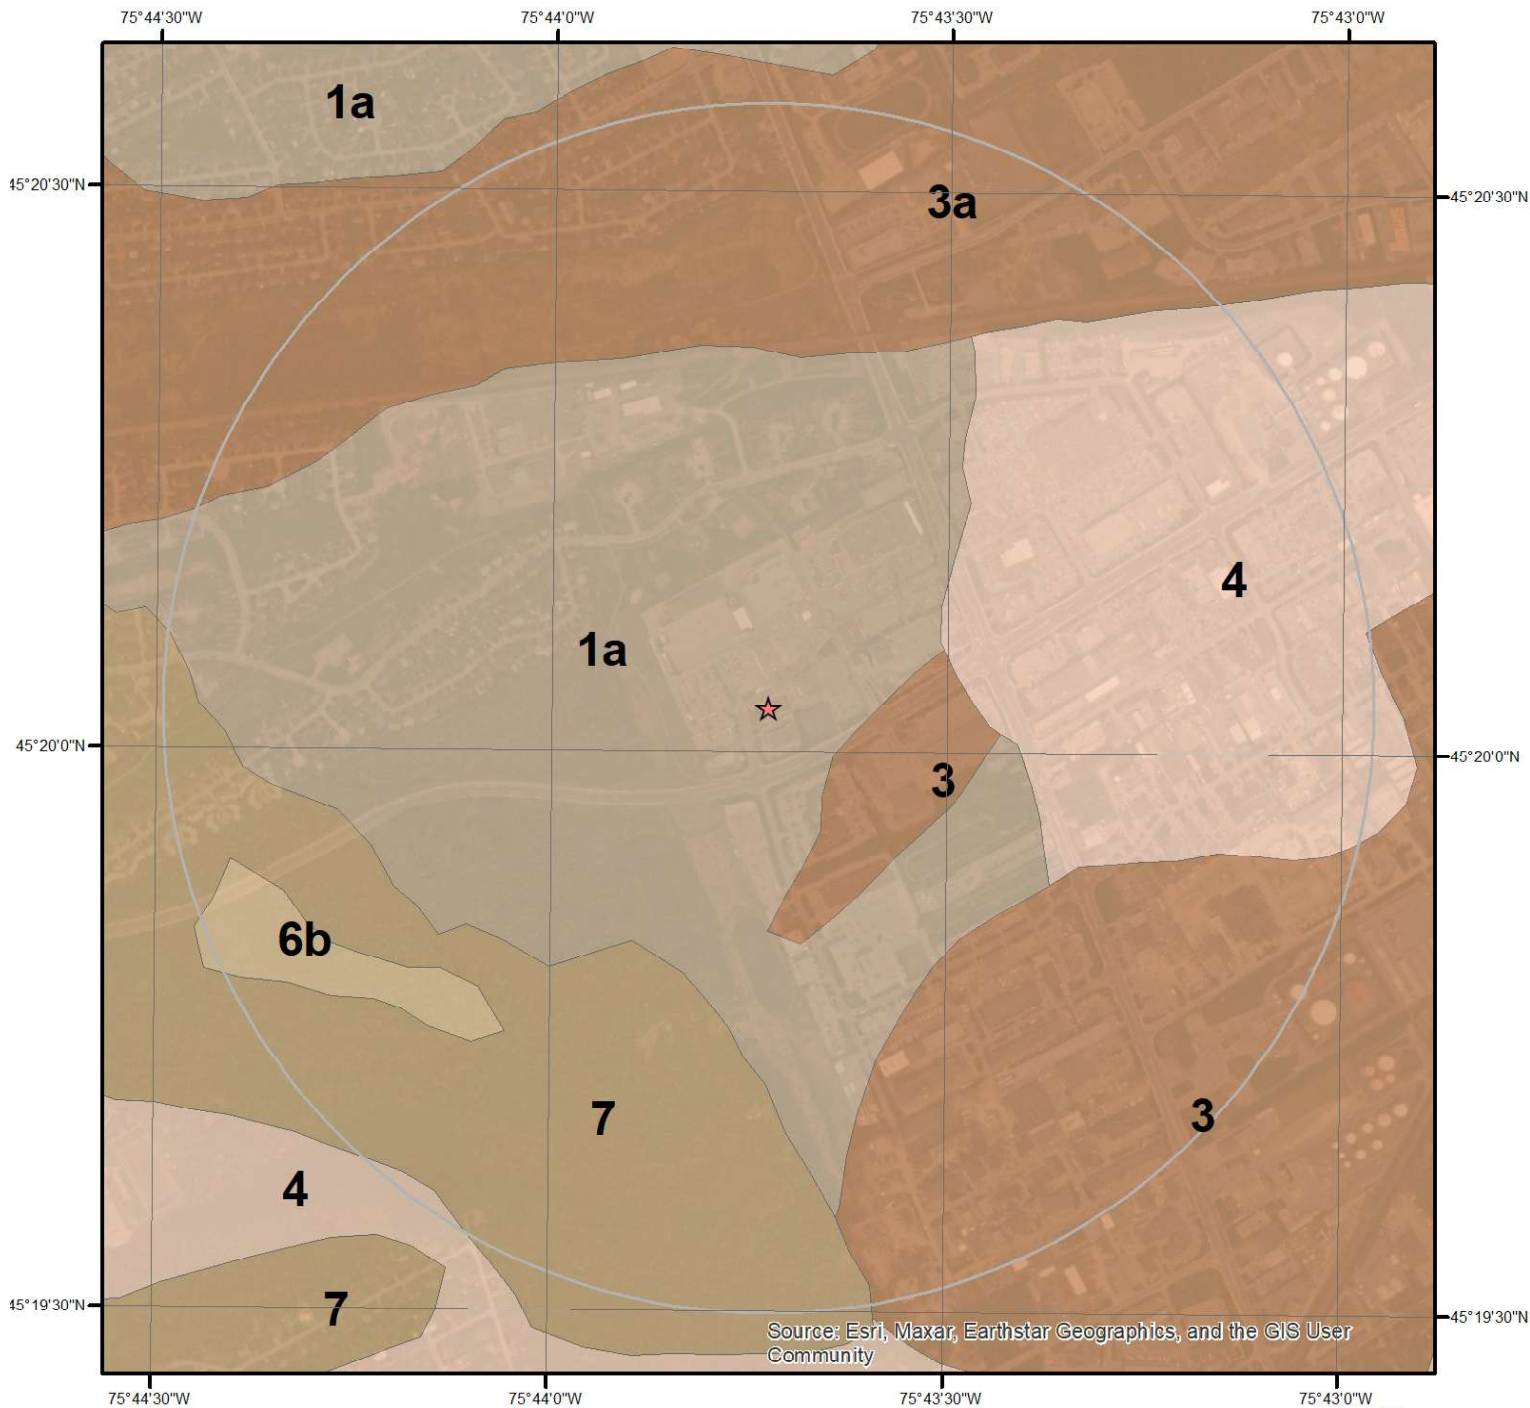 75°44'30"W 75°44'0"W 75°43'30"W 75°43'0"W
1a
45°20'30"N 3a 45°20'30"N
4
1a
45°20'0"N 3 45°20'0"N
6b
7 3
4
45°19'30"N 7 45°19'30"N
Source: Esri, Maxar, Earthstar Geographics, and the GIS User
Community
75°44'30"W 75°44'0"W 75°43'30"W 75°43'0"W